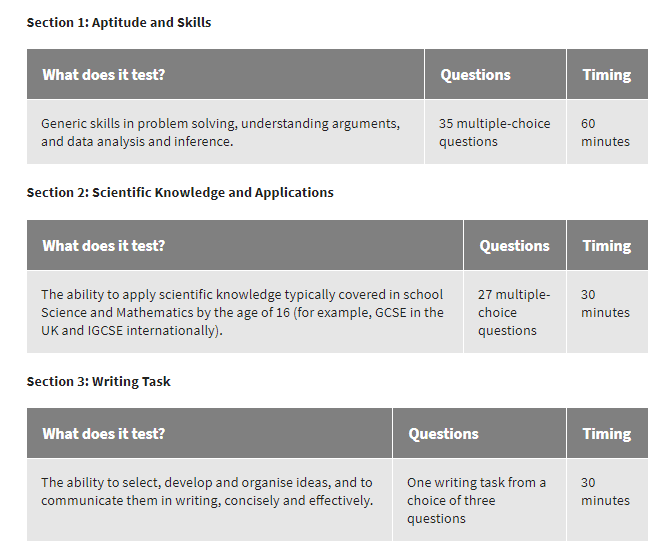 Section 1: Aptitude and Skills
What does it test? Questions Timing
Generic skills in problem solving, understanding arguments, 35 multiple-choice 60
and data analysis and inference. questions minutes
Section 2: Scientific Knowledge and Applications
What does it test? Questions Timing
The ability to apply scientific knowledge typically covered in school 27 multiple- 30
Science and Mathematics by the age of 16 (for example, GCSE in the choice minutes
UK and IGCSE internationally). questions
Section 3: Writing Task
What does it test? Questions Timing
The ability to select, develop and organise ideas, and to One writing task from a 30
communicate them in writing, concisely and effectively. choice of three minutes
questions